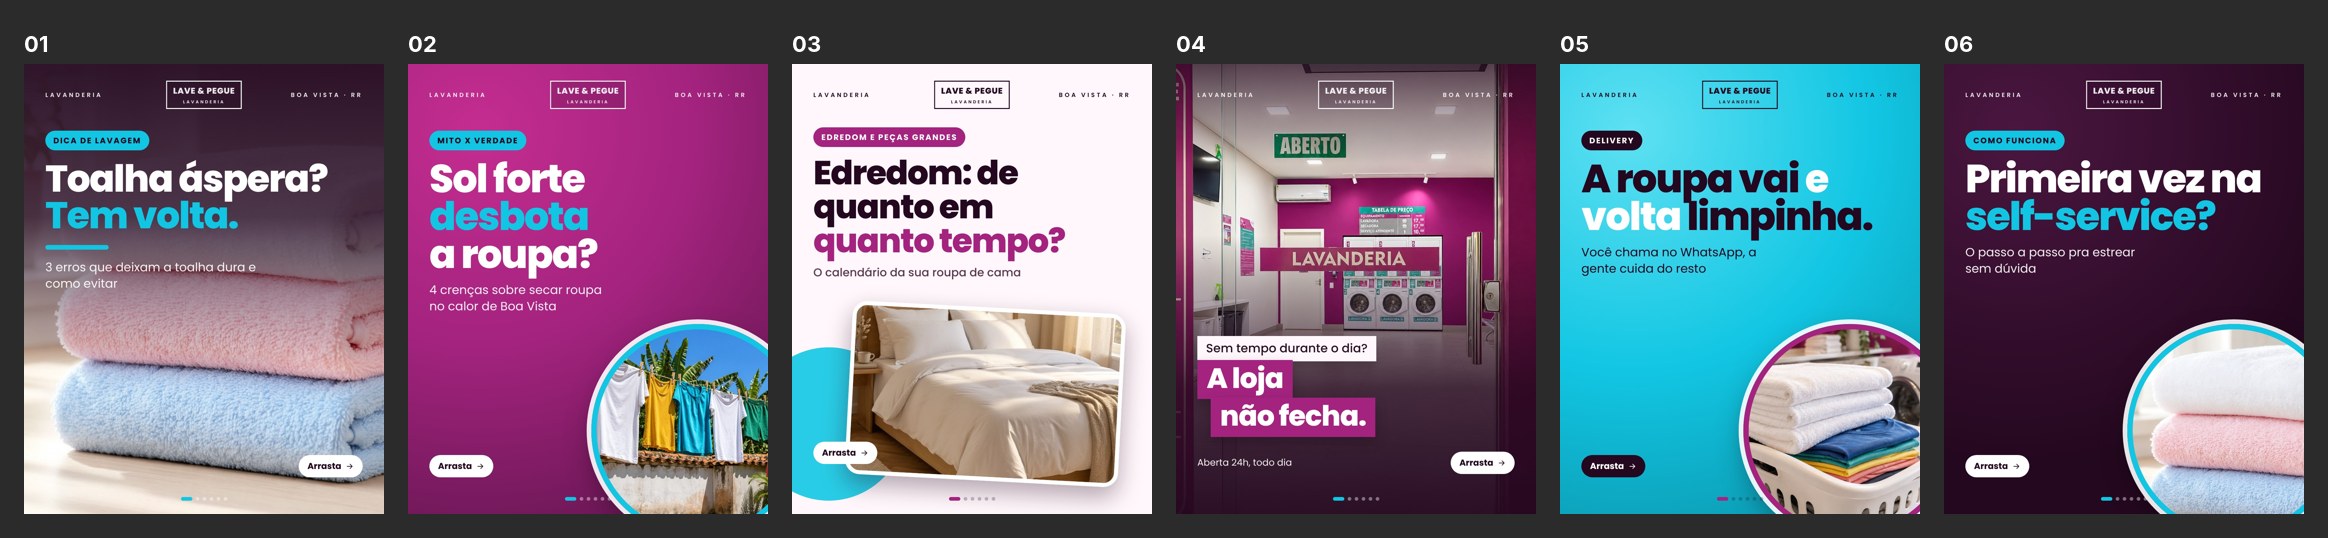 01
LAVANDERIA
LAVE & PEGUE
LAVANDERIA
BOA VISTA · RR
DICA DE LAVAGEM
Toalha áspera?
Tem volta.
3 erros que deixam a toalha dura e
como evitar
Arrasta →
02
LAVANDERIA
LAVE & PEGUE
LAVANDERIA
BOA VISTA · RR
MITO X VERDADE
Sol forte
desbota
a roupa?
4 crenças sobre secar roupa
no calor de Boa Vista
Arrasta →
03
LAVANDERIA
LAVE & PEGUE
LAVANDERIA
BOA VISTA · RR
EDREDOM E PEÇAS GRANDES
Edredom: de
quanto em
quanto tempo?
O calendário da sua roupa de cama
Arrasta →
04
LAVANDERIA
LAVE & PEGUE
LAVANDERIA
BOA VISTA · RR
ABERTO
TABELA DE PREÇO
LAVANDERIA
Sem tempo durante o dia?
A loja
não fecha.
Aberta 24h, todo dia
Arrasta →
05
LAVANDERIA
LAVE & PEGUE
LAVANDERIA
BOA VISTA · RR
DELIVERY
A roupa vai e
volta limpinha.
Você chama no WhatsApp, a
gente cuida do resto
Arrasta →
06
LAVANDERIA
LAVE & PEGUE
LAVANDERIA
BOA VISTA · RR
COMO FUNCIONA
Primeira vez na
self-service?
O passo a passo pra estrear
sem dúvida
Arrasta →